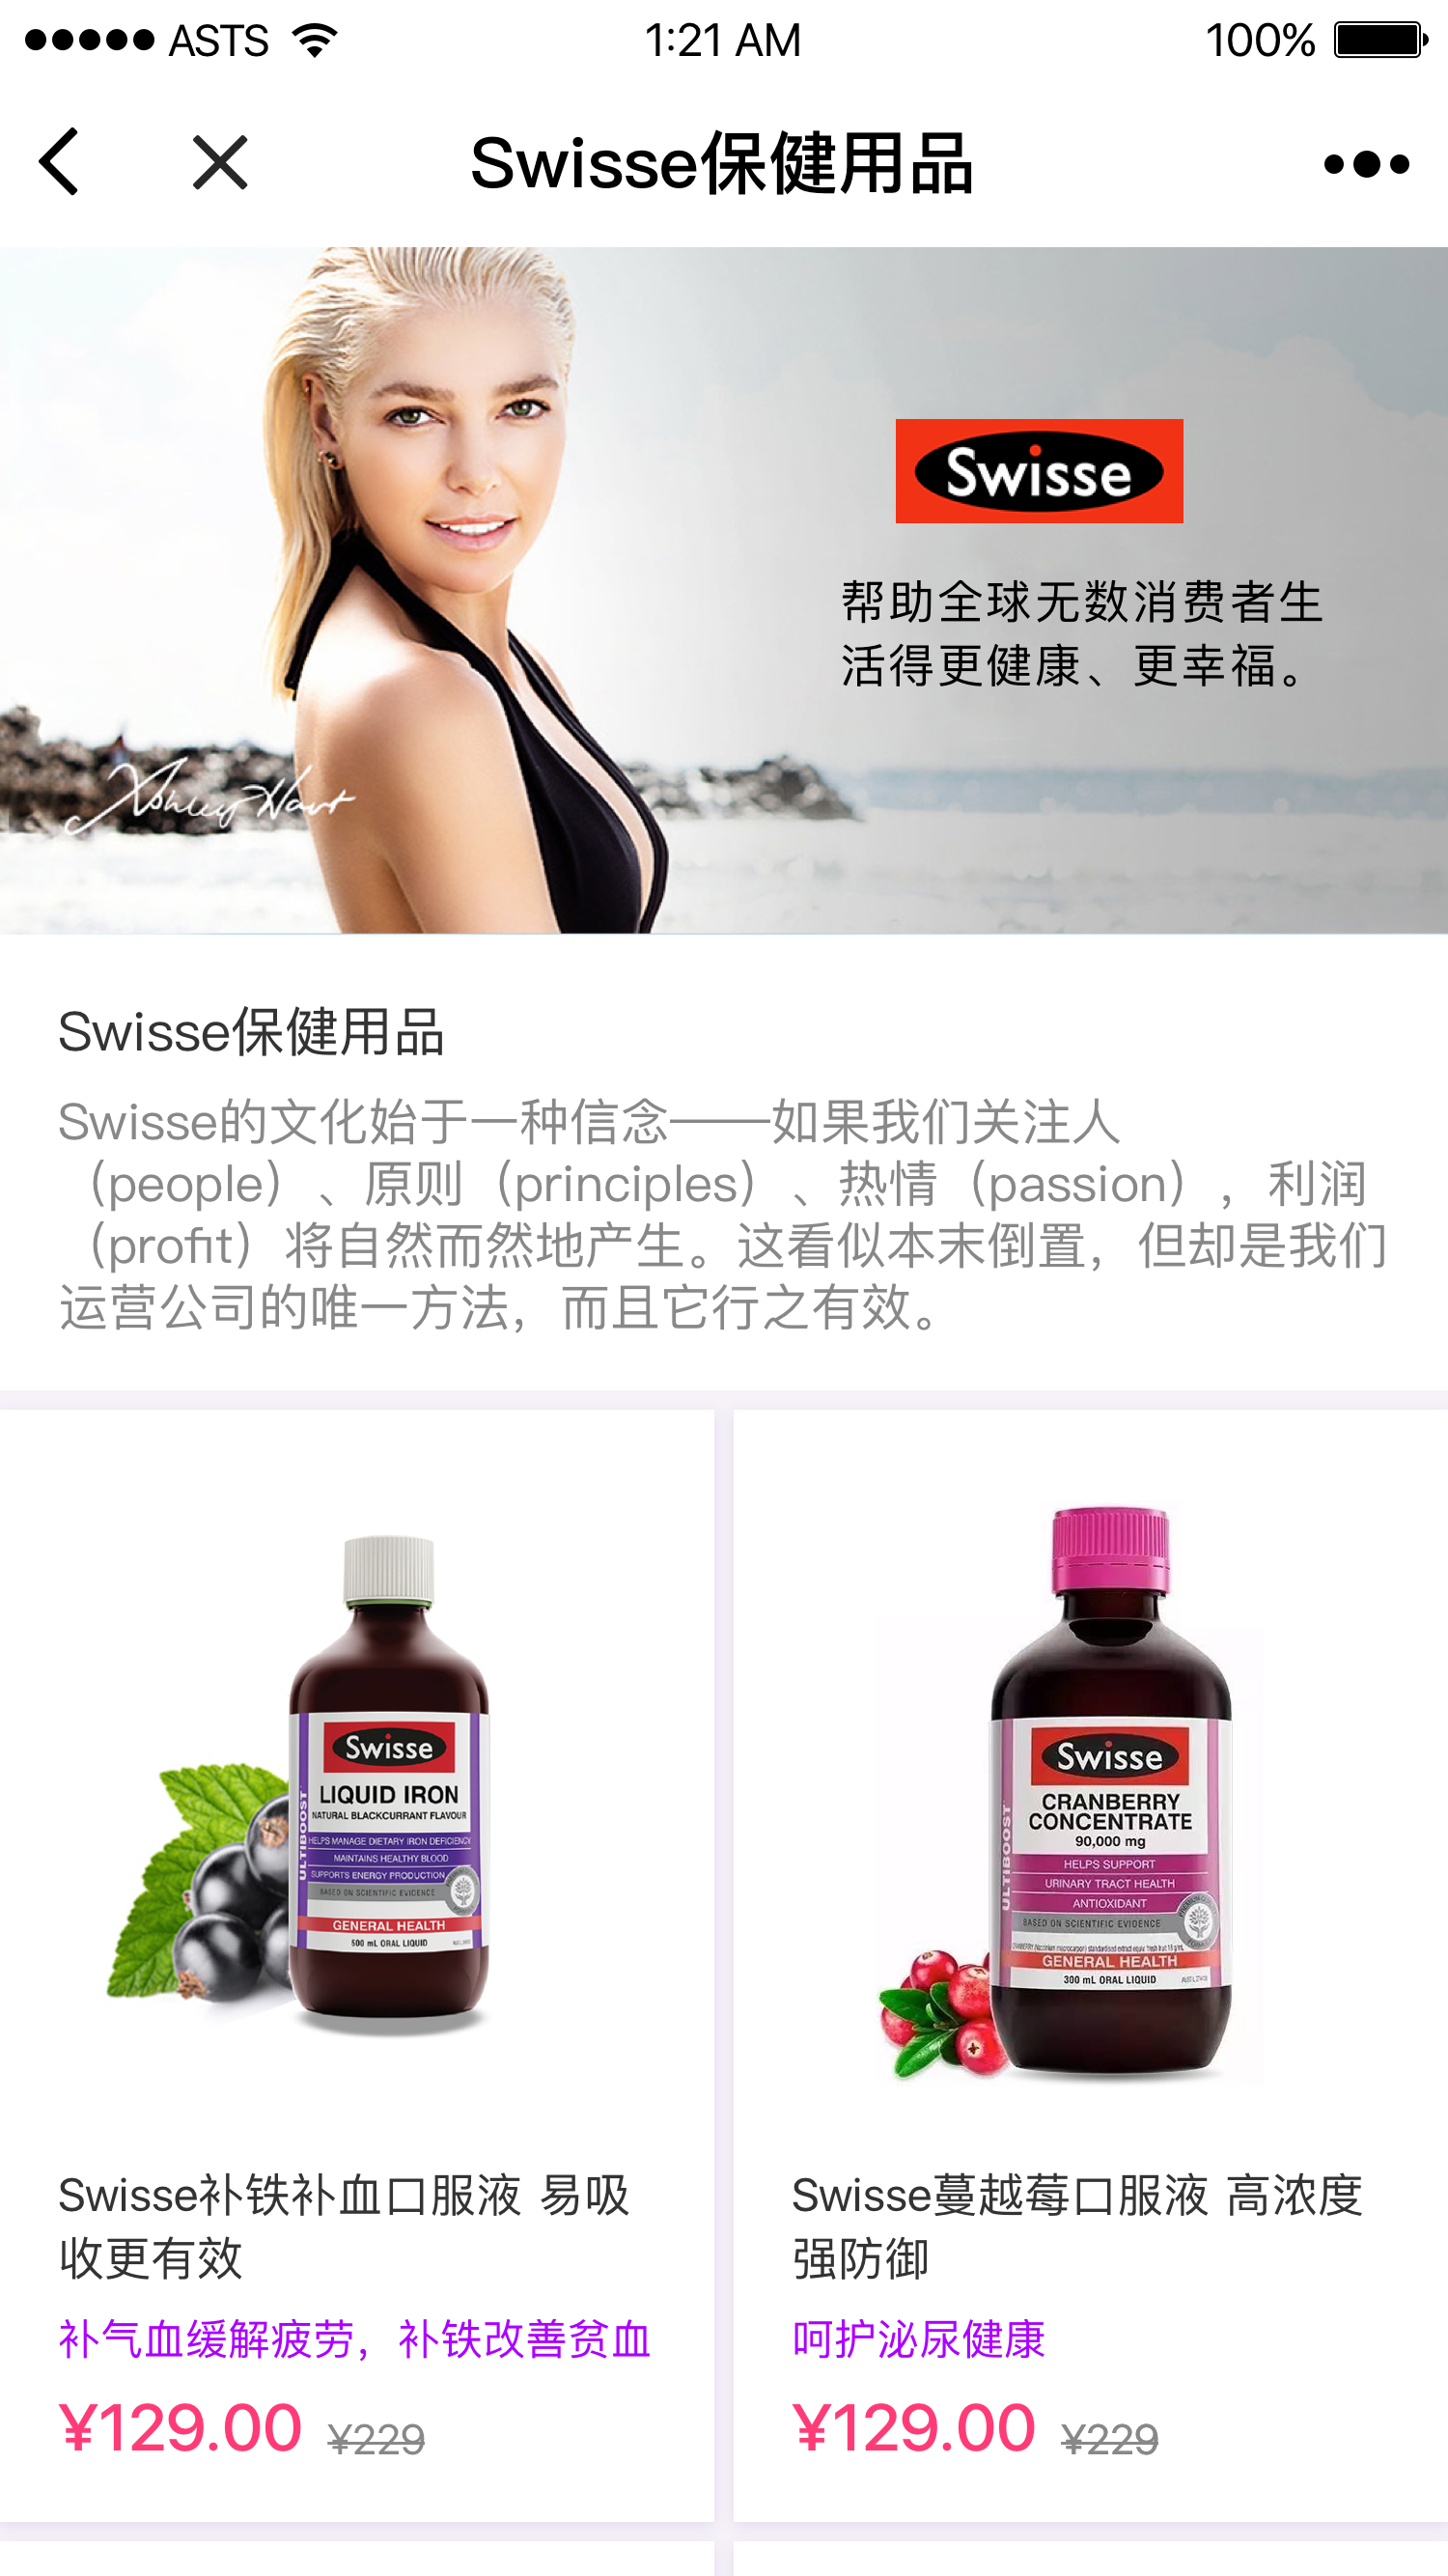 ASTS 1:21 AM 100%
Swisse保健用品
Swisse
帮助全球无数消费者生
活得更健康、更幸福。
Ashley Hart
Swisse保健用品
Swisse的文化始于一种信念——如果我们关注人
（people）、原则（principles）、热情（passion），利润
（profit）将自然而然地产生。这看似本末倒置，但却是我们
运营公司的唯一方法，而且它行之有效。
Swisse
LIQUID IRON
NATURAL BLACKCURRANT FLAVOUR
HELPS MANAGE DIETARY IRON DEFICIENCY
MAINTAINS HEALTHY BLOOD
SUPPORTS ENERGY PRODUCTION
BASED ON SCIENTIFIC EVIDENCE
GENERAL HEALTH
500 mL ORAL LIQUID
ULTIBOOST
Swisse
CRANBERRY
CONCENTRATE
90,000 mg
HELPS SUPPORT
URINARY TRACT HEALTH
ANTIOXIDANT
BASED ON SCIENTIFIC EVIDENCE
GENERAL HEALTH
300 mL ORAL LIQUID
ULTIBOOST
Swisse补铁补血口服液 易吸
收更有效
补气血缓解疲劳，补铁改善贫血
¥129.00 ¥229
Swisse蔓越莓口服液 高浓度
强防御
呵护泌尿健康
¥129.00 ¥229